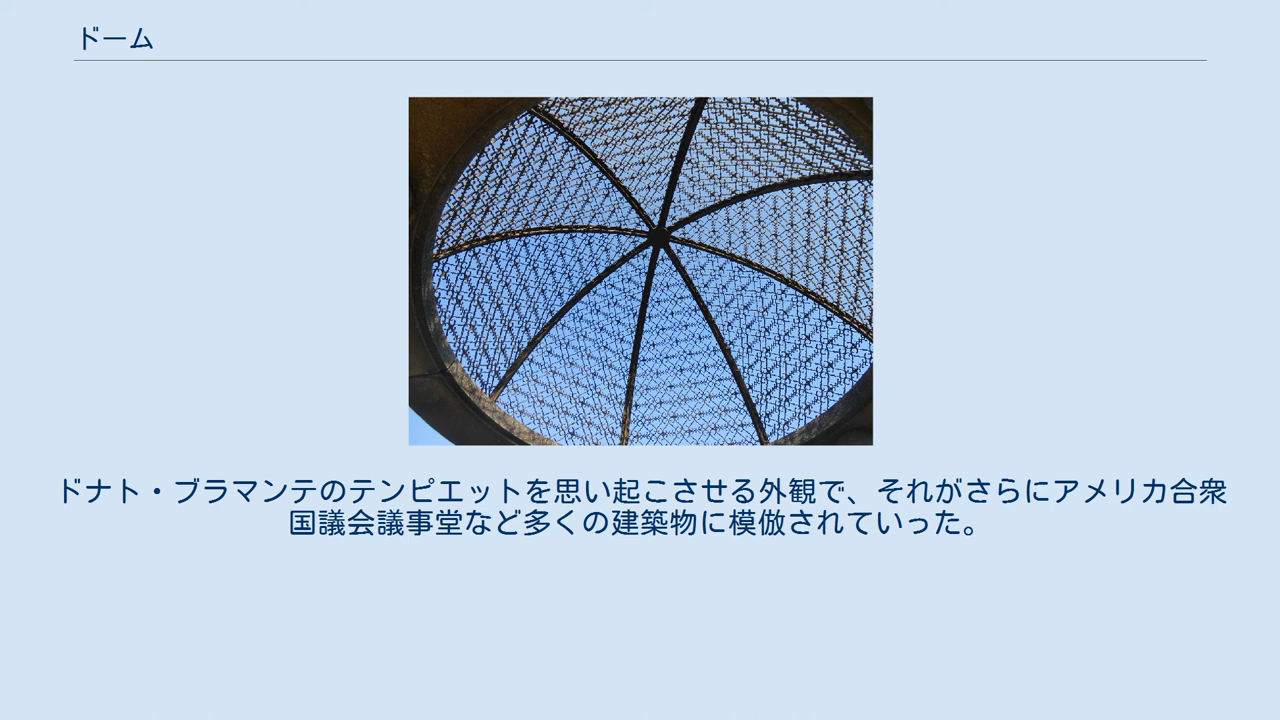 ドーム
ドナト・ブラマンテのテンピエットを思い起こさせる外観で、それがさらにアメリカ合衆
国議会議事堂など多くの建築物に模倣されていった。